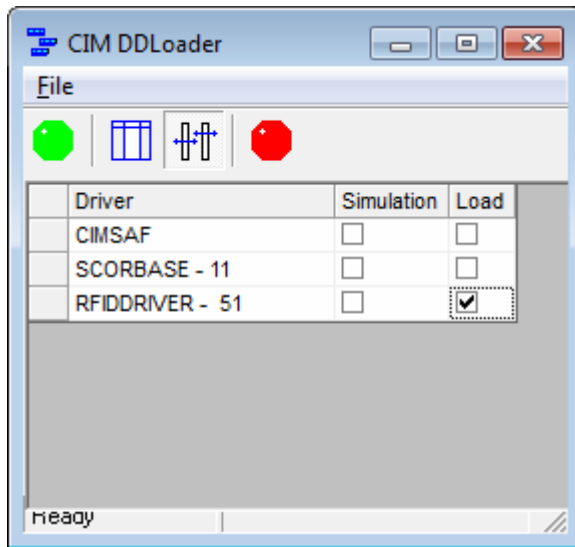 CIM DDLoader
File
Driver Simulation Load
CIMSAF
SCORBASE - 11
RFIDDRIVER - 51
Ready